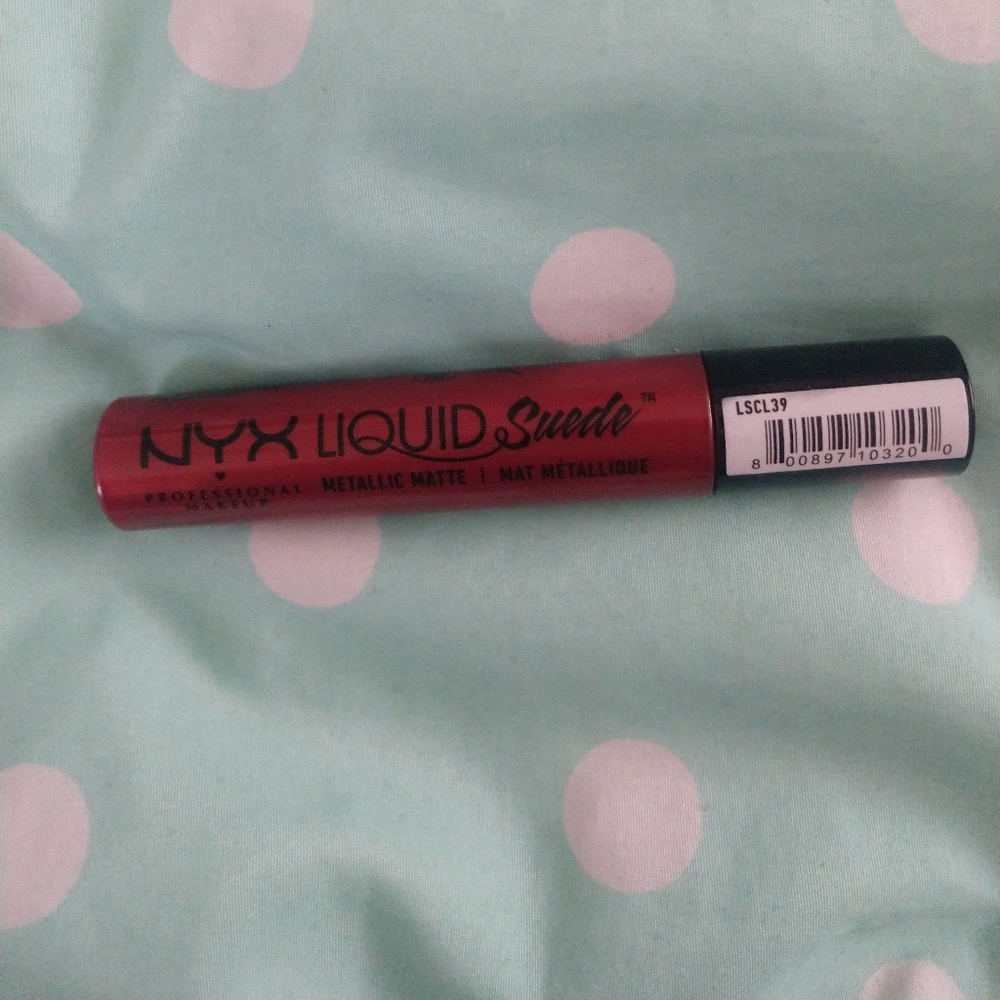 NYX LIQUID Suede™
PROFESSIONAL
MAKEUP
METALLIC MATTE | MAT MÉTALLIQUE
LSCL39
8 00897 10320 0